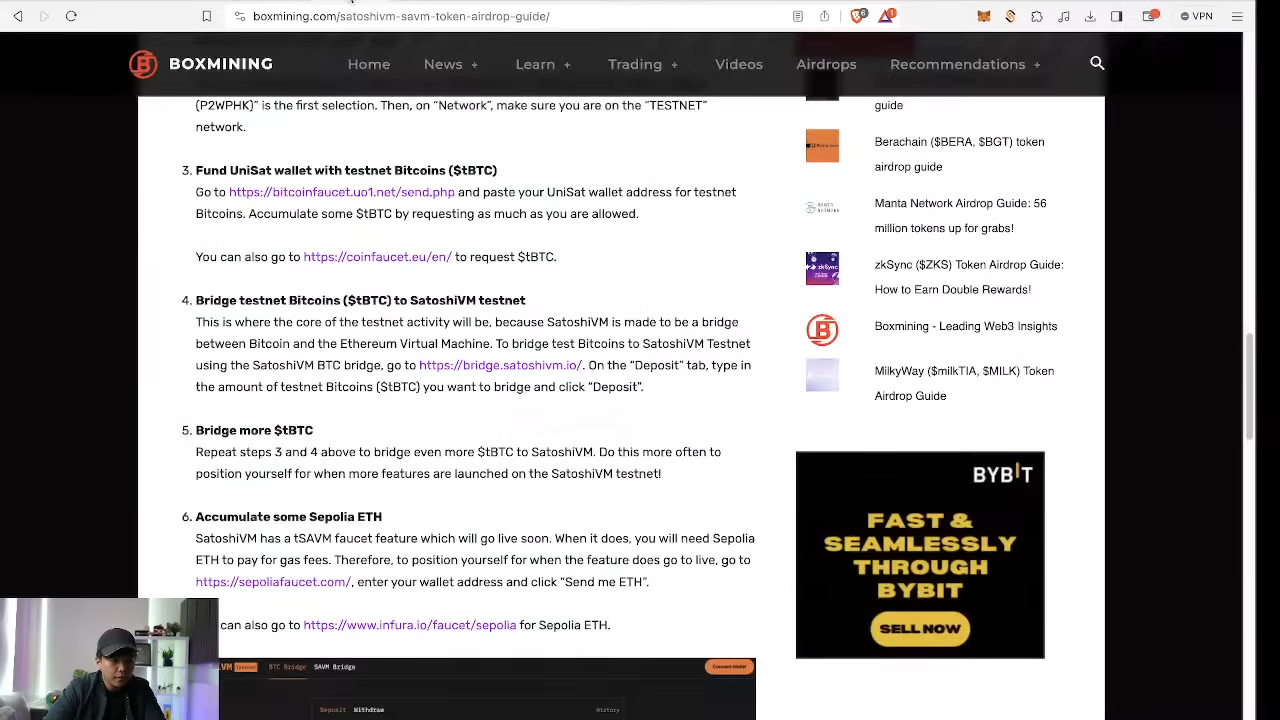 boxmining.com/satoshivm-savm-token-airdrop-guide/
6
1
VPN
BOXMINING
Home
News +
Learn +
Trading +
Videos
Airdrops
Recommendations +
(P2WPHK)” is the first selection. Then, on “Network”, make sure you are on the “TESTNET”
network.
3. Fund UniSat wallet with testnet Bitcoins ($tBTC)
Go to https://bitcoinfaucet.uo1.net/send.php and paste your UniSat wallet address for testnet
Bitcoins. Accumulate some $tBTC by requesting as much as you are allowed.
You can also go to https://coinfaucet.eu/en/ to request $tBTC.
4. Bridge testnet Bitcoins ($tBTC) to SatoshiVM testnet
This is where the core of the testnet activity will be, because SatoshiVM is made to be a bridge
between Bitcoin and the Ethereum Virtual Machine. To bridge test Bitcoins to SatoshiVM Testnet
using the SatoshiVM BTC bridge, go to https://bridge.satoshivm.io/. On the “Deposit” tab, type in
the amount of testnet Bitcoins ($tBTC) you want to bridge and click “Deposit”.
5. Bridge more $tBTC
Repeat steps 3 and 4 above to bridge even more $tBTC to SatoshiVM. Do this more often to
position yourself for when more features are launched on the SatoshiVM testnet!
6. Accumulate some Sepolia ETH
SatoshiVM has a tSAVM faucet feature which will go live soon. When it does, you will need Sepolia
ETH to pay for gas fees. Therefore, to position yourself for when the feature does go to live, go to
https://sepoliafaucet.com/, enter your wallet address and click “Send me ETH”.
can also go to https://www.infura.io/faucet/sepolia for Sepolia ETH.
VM Testnet BTC Bridge SAVM Bridge
Connect Wallet
Deposit Withdraw
History
guide
Berachain ($BERA, $BGT) token
airdrop guide
MANTA
NETWORK
Manta Network Airdrop Guide: 56
million tokens up for grabs!
zkSync
zkSync ($ZKS) Token Airdrop Guide:
How to Earn Double Rewards!
Boxmining - Leading Web3 Insights
MilkyWay ($milkTIA, $MILK) Token
Airdrop Guide
BYBIT
FAST &
SEAMLESSLY
THROUGH
BYBIT
SELL NOW